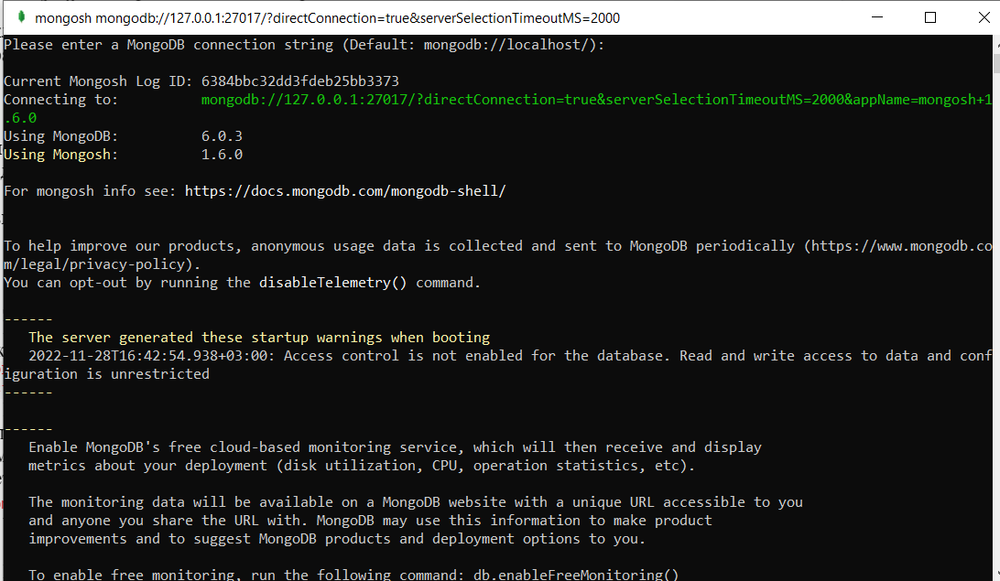 mongosh mongodb://127.0.0.1:27017/?directConnection=true&serverSelectionTimeoutMS=2000
Please enter a MongoDB connection string (Default: mongodb://localhost/):
Current Mongosh Log ID: 6384bbc32dd3fdeb25bb3373
Connecting to: mongodb://127.0.0.1:27017/?directConnection=true&serverSelectionTimeoutMS=2000&appName=mongosh+1
.6.0
Using MongoDB: 6.0.3
Using Mongosh: 1.6.0
For mongosh info see: https://docs.mongodb.com/mongodb-shell/
To help improve our products, anonymous usage data is collected and sent to MongoDB periodically (https://www.mongodb.co
m/legal/privacy-policy).
You can opt-out by running the disableTelemetry() command.
------
The server generated these startup warnings when booting
2022-11-28T16:42:54.938+03:00: Access control is not enabled for the database. Read and write access to data and conf
iguration is unrestricted
------
------
Enable MongoDB's free cloud-based monitoring service, which will then receive and display
metrics about your deployment (disk utilization, CPU, operation statistics, etc).
The monitoring data will be available on a MongoDB website with a unique URL accessible to you
and anyone you share the URL with. MongoDB may use this information to make product
improvements and to suggest MongoDB products and deployment options to you.
To enable free monitoring, run the following command: db.enableFreeMonitoring()